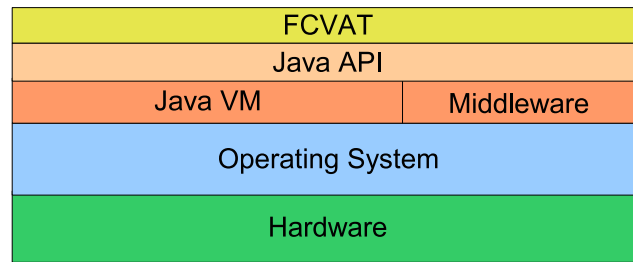 FCVAT
Java API
Java VM
Middleware
Operating System
Hardware